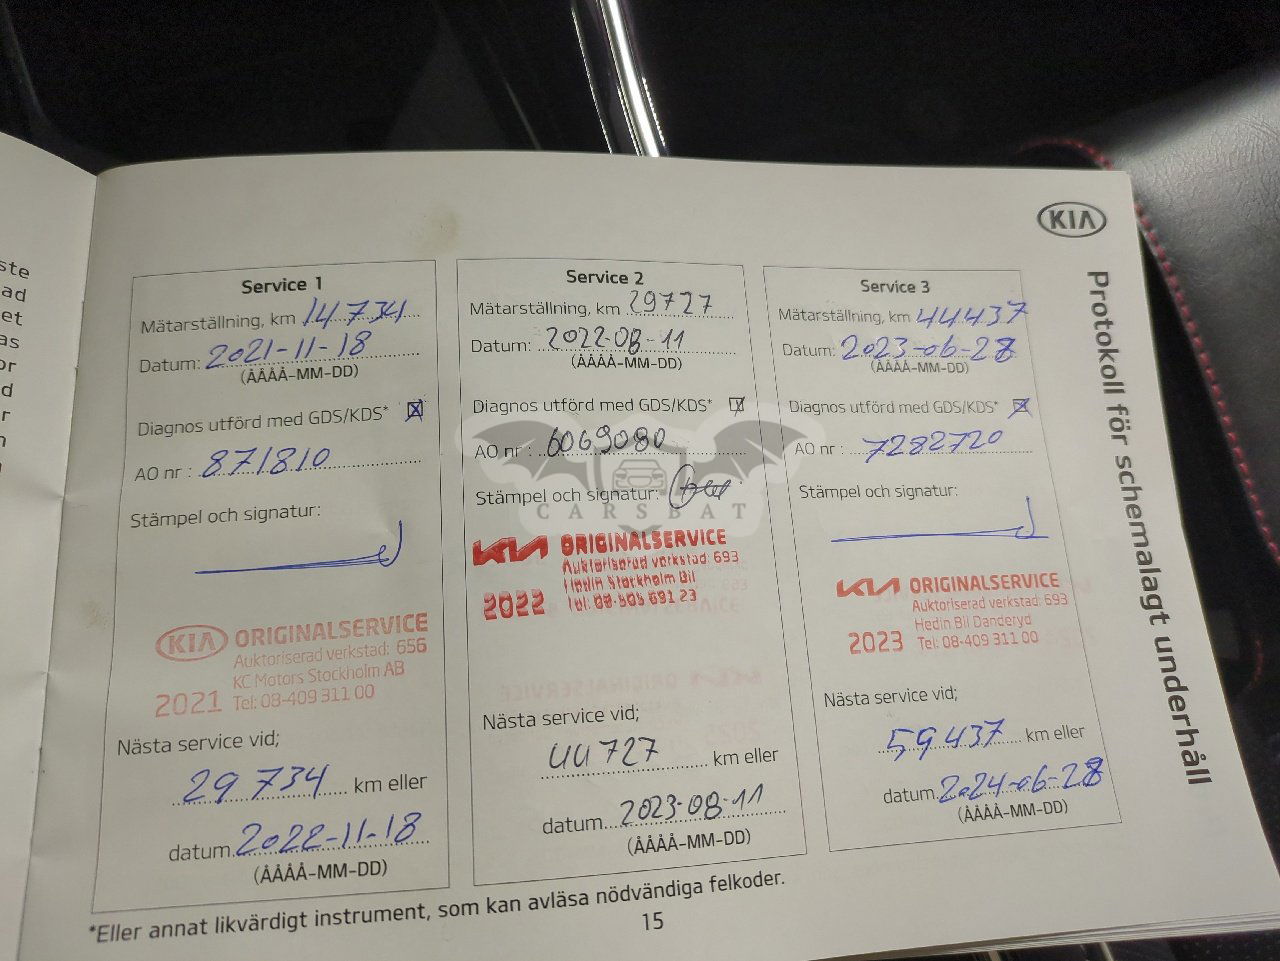 ste
ad
et
as
or
d
r
n
KIA
Protokoll för schemalagt underhåll
Service 1
Mätarställning, km 14734
Datum: 2021-11-18
(ÅÅÅÅ-MM-DD)
Diagnos utförd med GDS/KDS*
AO nr : 871810
Stämpel och signatur:
KIA ORIGINALSERVICE
Auktoriserad verkstad: 656
KC Motors Stockholm AB
2021 Tel: 08-409 311 00
Nästa service vid;
29734 km eller
datum. 2022-11-18
(ÅÅÅÅ-MM-DD)
Service 2
Mätarställning, km 29727
Datum: 2022-08-11
(ÅÅÅÅ-MM-DD)
Diagnos utförd med GDS/KDS*
AO nr : 6069080
Stämpel och signatur:
CARSBAT
KIA ORIGINALSERVICE
Auktoriserad verkstad: 693
Hedin Stockholm Bil
2022 Tel: 08-505 691 23
Nästa service vid;
44727 km eller
datum. 2023-08-11
(ÅÅÅÅ-MM-DD)
Service 3
Mätarställning, km 44437
Datum: 2023-06-28
(ÅÅÅÅ-MM-DD)
Diagnos utförd med GDS/KDS*
AO nr : 7282720
Stämpel och signatur:
KIA ORIGINALSERVICE
Auktoriserad verkstad: 693
Hedin Bil Danderyd
2023 Tel: 08-409 311 00
Nästa service vid;
59437 km eller
datum. 2024-06-28
(ÅÅÅÅ-MM-DD)
*Eller annat likvärdigt instrument, som kan avläsa nödvändiga felkoder.
15